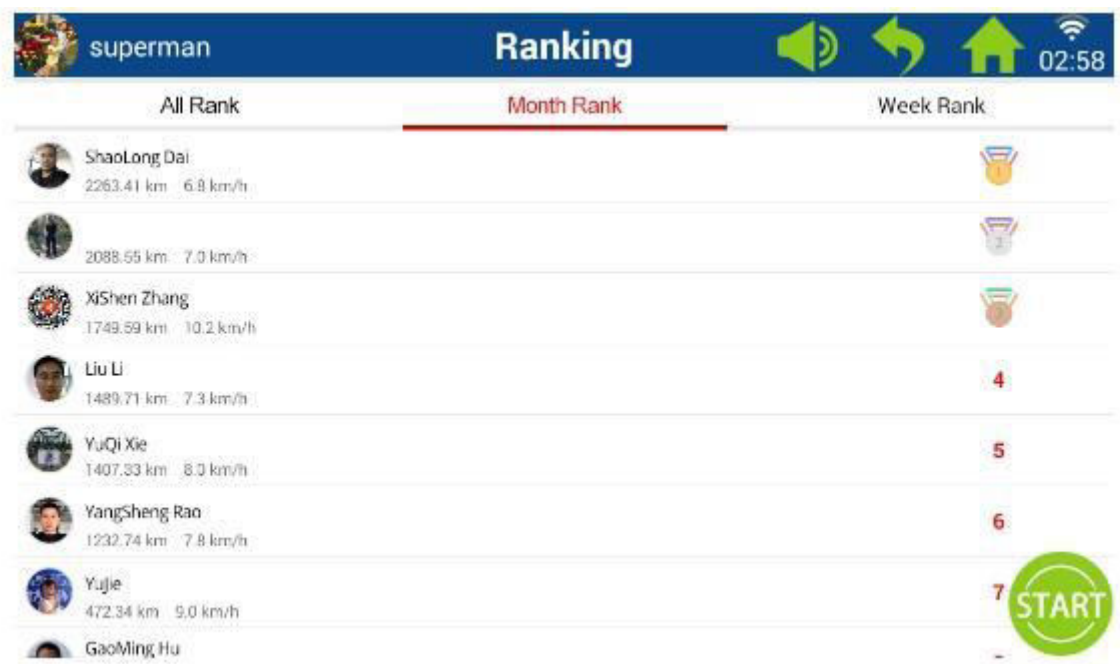 superman
Ranking
02:58
All Rank
Month Rank
Week Rank
ShaoLong Dai
1
2263.41 km 6.8 km/h
2
2088.55 km 7.0 km/h
XiShen Zhang
1749.59 km 10.2 km/h
Liu Li
4
1489.71 km 7.3 km/h
YuQi Xie
5
1407.33 km 8.0 km/h
YangSheng Rao
6
1232.74 km 7.8 km/h
YuJie
7
START
472.34 km 9.0 km/h
GaoMing Hu